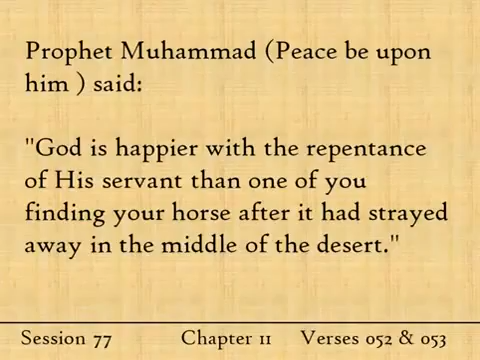 Prophet Muhammad (Peace be upon
him ) said:
"God is happier with the repentance
of His servant than one of you
finding your horse after it had strayed
away in the middle of the desert."
Session 77 Chapter 11 Verses 052 & 053